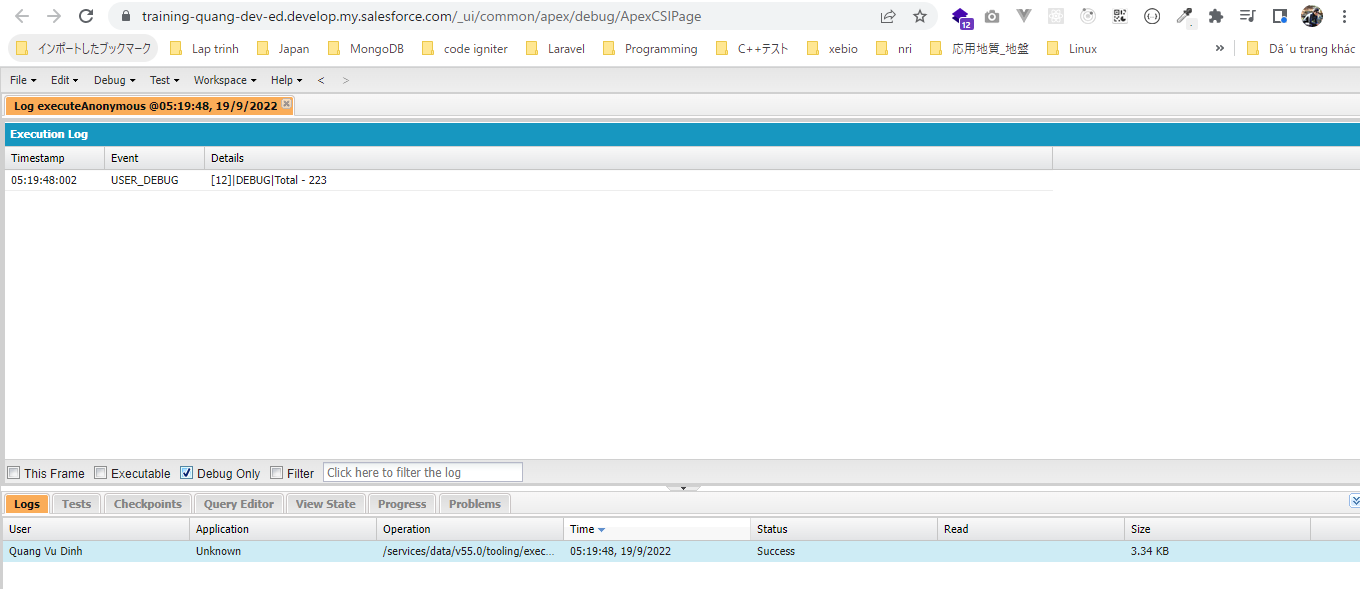 training-quang-dev-ed.develop.my.salesforce.com/_ui/common/apex/debug/ApexCSIPage
12
インポートしたブックマーク Lap trinh Japan MongoDB code igniter Laravel Programming C++テスト xebio nri 応用地質_地盤 Linux » Dấu trang khác
File Edit Debug Test Workspace Help < >
Log executeAnonymous @05:19:48, 19/9/2022
Execution Log
Timestamp Event Details
05:19:48:002 USER_DEBUG [12]|DEBUG|Total - 223
This Frame Executable Debug Only Filter Click here to filter the log
Logs Tests Checkpoints Query Editor View State Progress Problems
User Application Operation Time Status Read Size
Quang Vu Dinh Unknown /services/data/v55.0/tooling/exec... 05:19:48, 19/9/2022 Success 3.34 KB